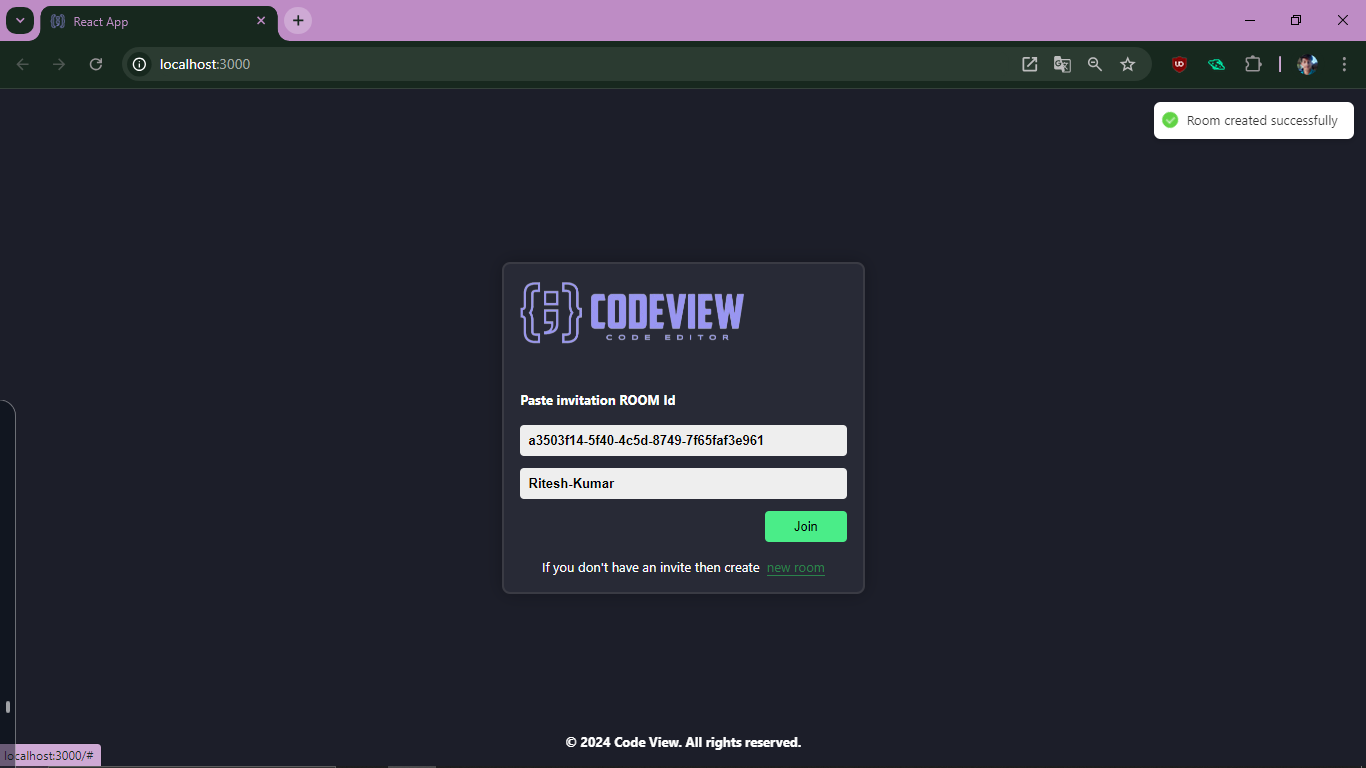 React App
localhost:3000
Room created successfully
CODEVIEW
CODE EDITOR
Paste invitation ROOM Id
a3503f14-5f40-4c5d-8749-7f65faf3e961
Ritesh-Kumar
Join
If you don't have an invite then create new room
© 2024 Code View. All rights reserved.
localhost:3000/#